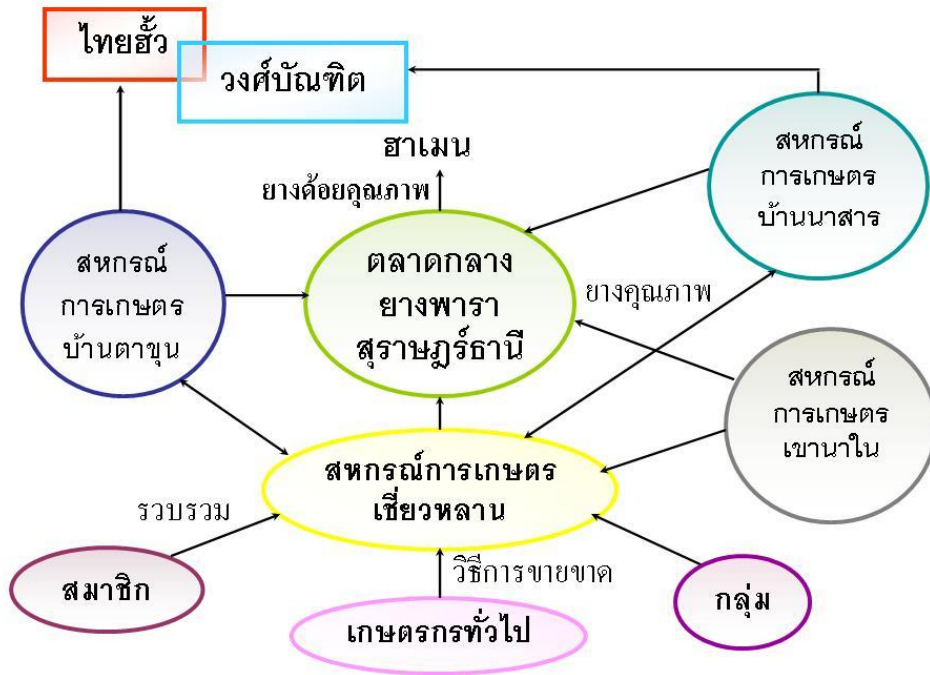 ไทยฮั้ว
วงศ์บัณฑิต
ฮาเมน
ยางด้อยคุณภาพ
สหกรณ์
การเกษตร
บ้านนาสาร
สหกรณ์
การเกษตร
บ้านตาขุน
ตลาดกลาง
ยางพารา
สุราษฎร์ธานี
ยางคุณภาพ
สหกรณ์
การเกษตร
เขานาใน
สหกรณ์การเกษตร
เชี่ยวหลาน
รวบรวม
สมาชิก
วิธีการขายขาด
กลุ่ม
เกษตรกรทั่วไป